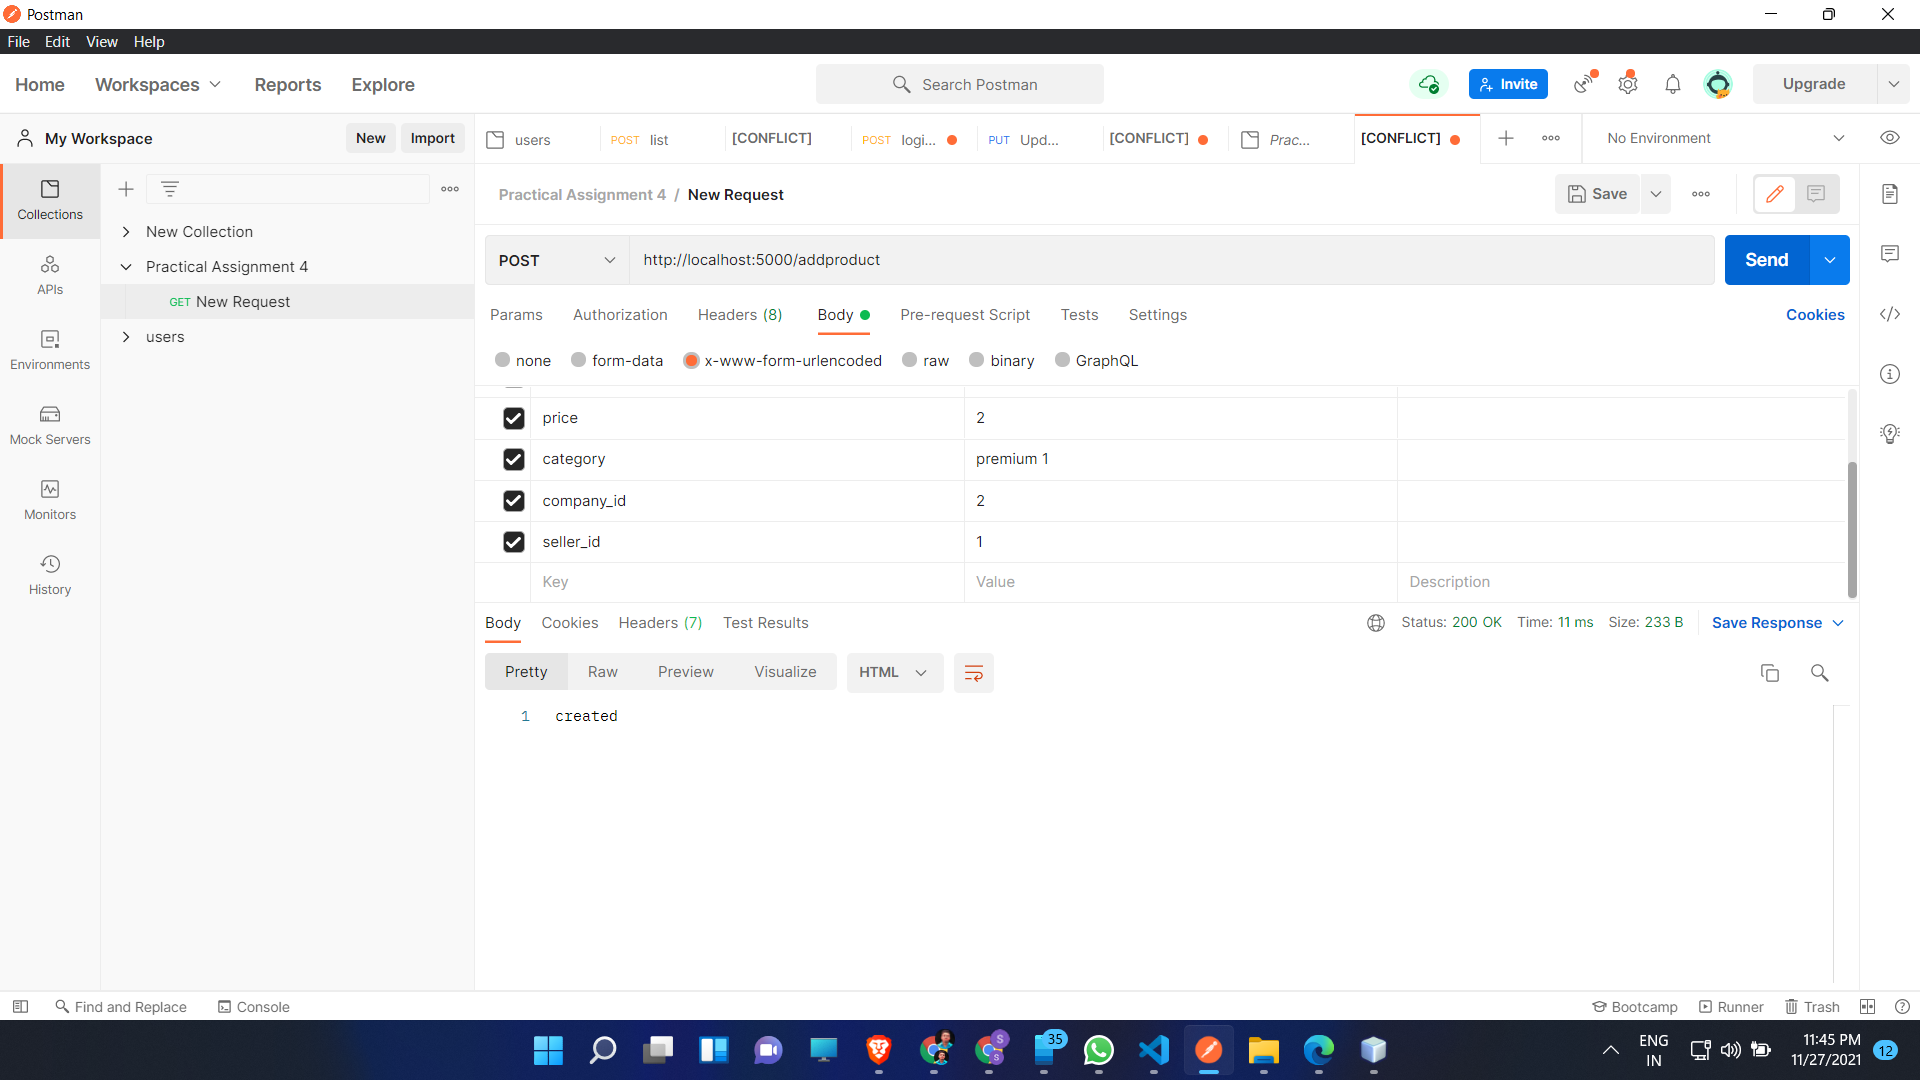 Postman
File Edit View Help
Home Workspaces Reports Explore Search Postman Invite Upgrade
My Workspace New Import users POST list [CONFLICT] POST logi... PUT Upd... [CONFLICT] Prac... [CONFLICT] No Environment
Practical Assignment 4 / New Request Save
Collections
New Collection
Practical Assignment 4
GET New Request
users
APIs
Environments
Mock Servers
Monitors
History
POST http://localhost:5000/addproduct Send
Params Authorization Headers (8) Body Pre-request Script Tests Settings Cookies
none form-data x-www-form-urlencoded raw binary GraphQL
price 2
category premium 1
company_id 2
seller_id 1
Key Value Description
Body Cookies Headers (7) Test Results Status: 200 OK Time: 11 ms Size: 233 B Save Response
Pretty Raw Preview Visualize HTML
1 created
Find and Replace Console Bootcamp Runner Trash
S
S
35
ENG
IN
11:45 PM
11/27/2021
12